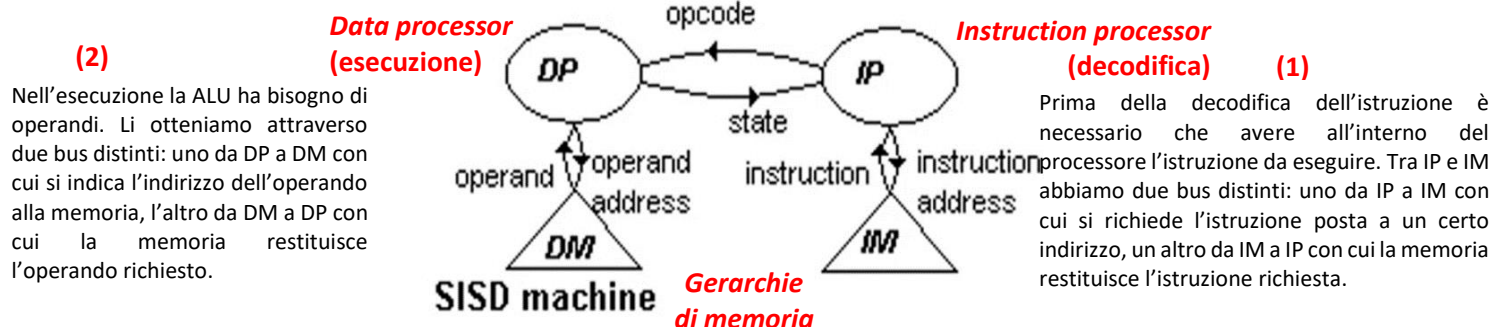 (2)
Nell’esecuzione la ALU ha bisogno di
operandi. Li otteniamo attraverso
due bus distinti: uno da DP a DM con
cui si indica l’indirizzo dell’operando
alla memoria, l’altro da DM a DP con
cui la memoria restituisce
l’operando richiesto.
Data processor
(esecuzione)
opcode
DP
IP
state
operand
operand
address
instruction
instruction
address
DM
IM
SISD machine
Gerarchie
di memoria
Instruction processor
(decodifica) (1)
Prima della decodifica dell’istruzione è
necessario che avere all’interno del
processore l’istruzione da eseguire. Tra IP e IM
abbiamo due bus distinti: uno da IP a IM con
cui si richiede l’istruzione posta a un certo
indirizzo, un altro da IM a IP con cui la memoria
restituisce l’istruzione richiesta.